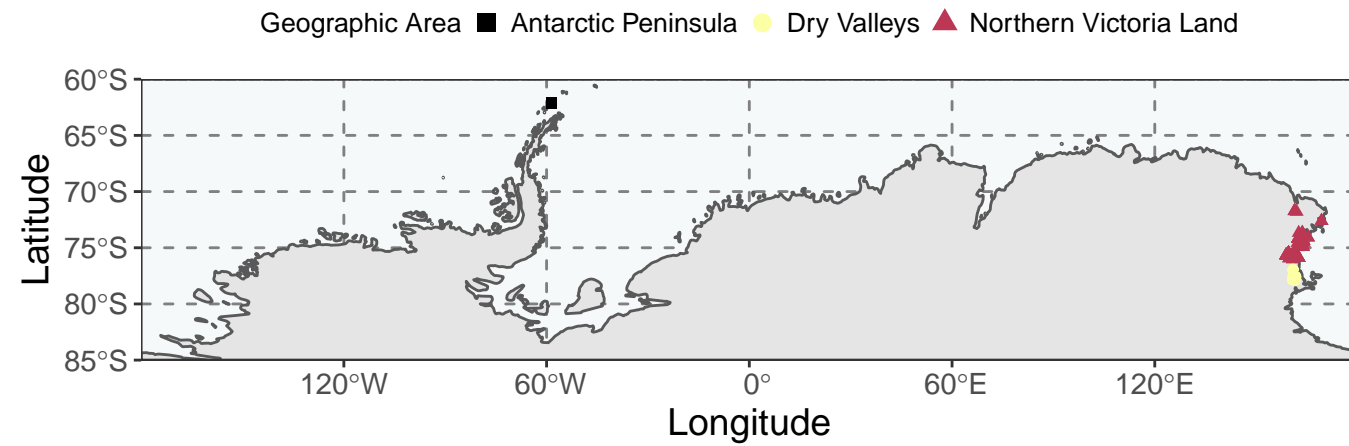 Geographic Area Antarctic Peninsula Dry Valleys Northern Victoria Land
60°S
65°S
70°S
75°S
80°S
85°S
Latitude
120°W 60°W 0° 60°E 120°E
Longitude